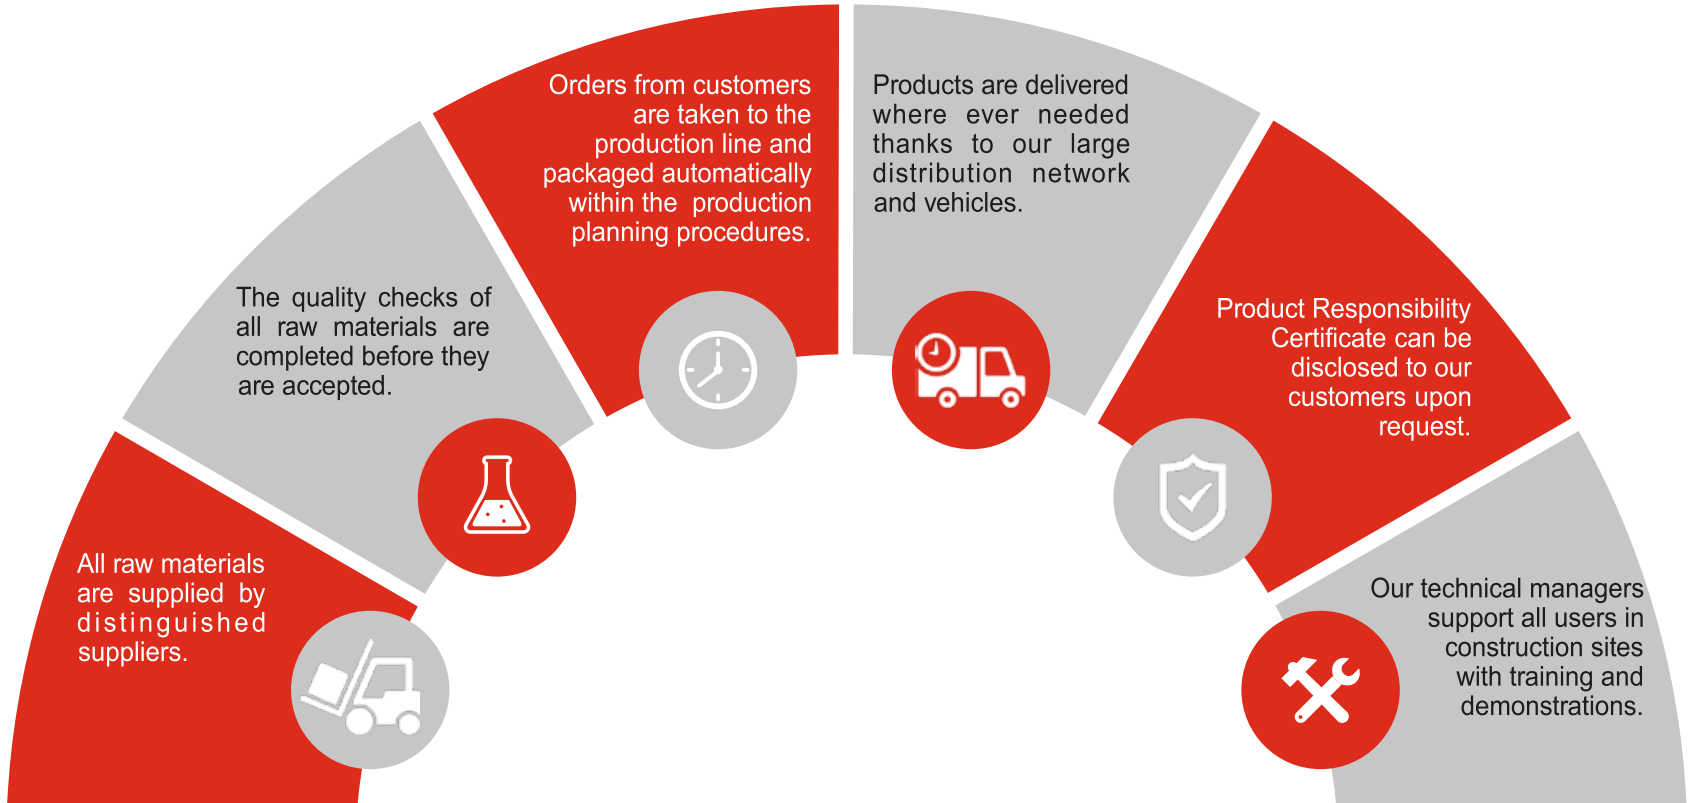 All raw materials
are supplied by
distinguished
suppliers.
The quality checks of
all raw materials are
completed before they
are accepted.
Orders from customers
are taken to the
production line and
packaged automatically
within the production
planning procedures.
Products are delivered
where ever needed
thanks to our large
distribution network
and vehicles.
Product Responsibility
Certificate can be
disclosed to our
customers upon
request.
Our technical managers
support all users in
construction sites
with training and
demonstrations.